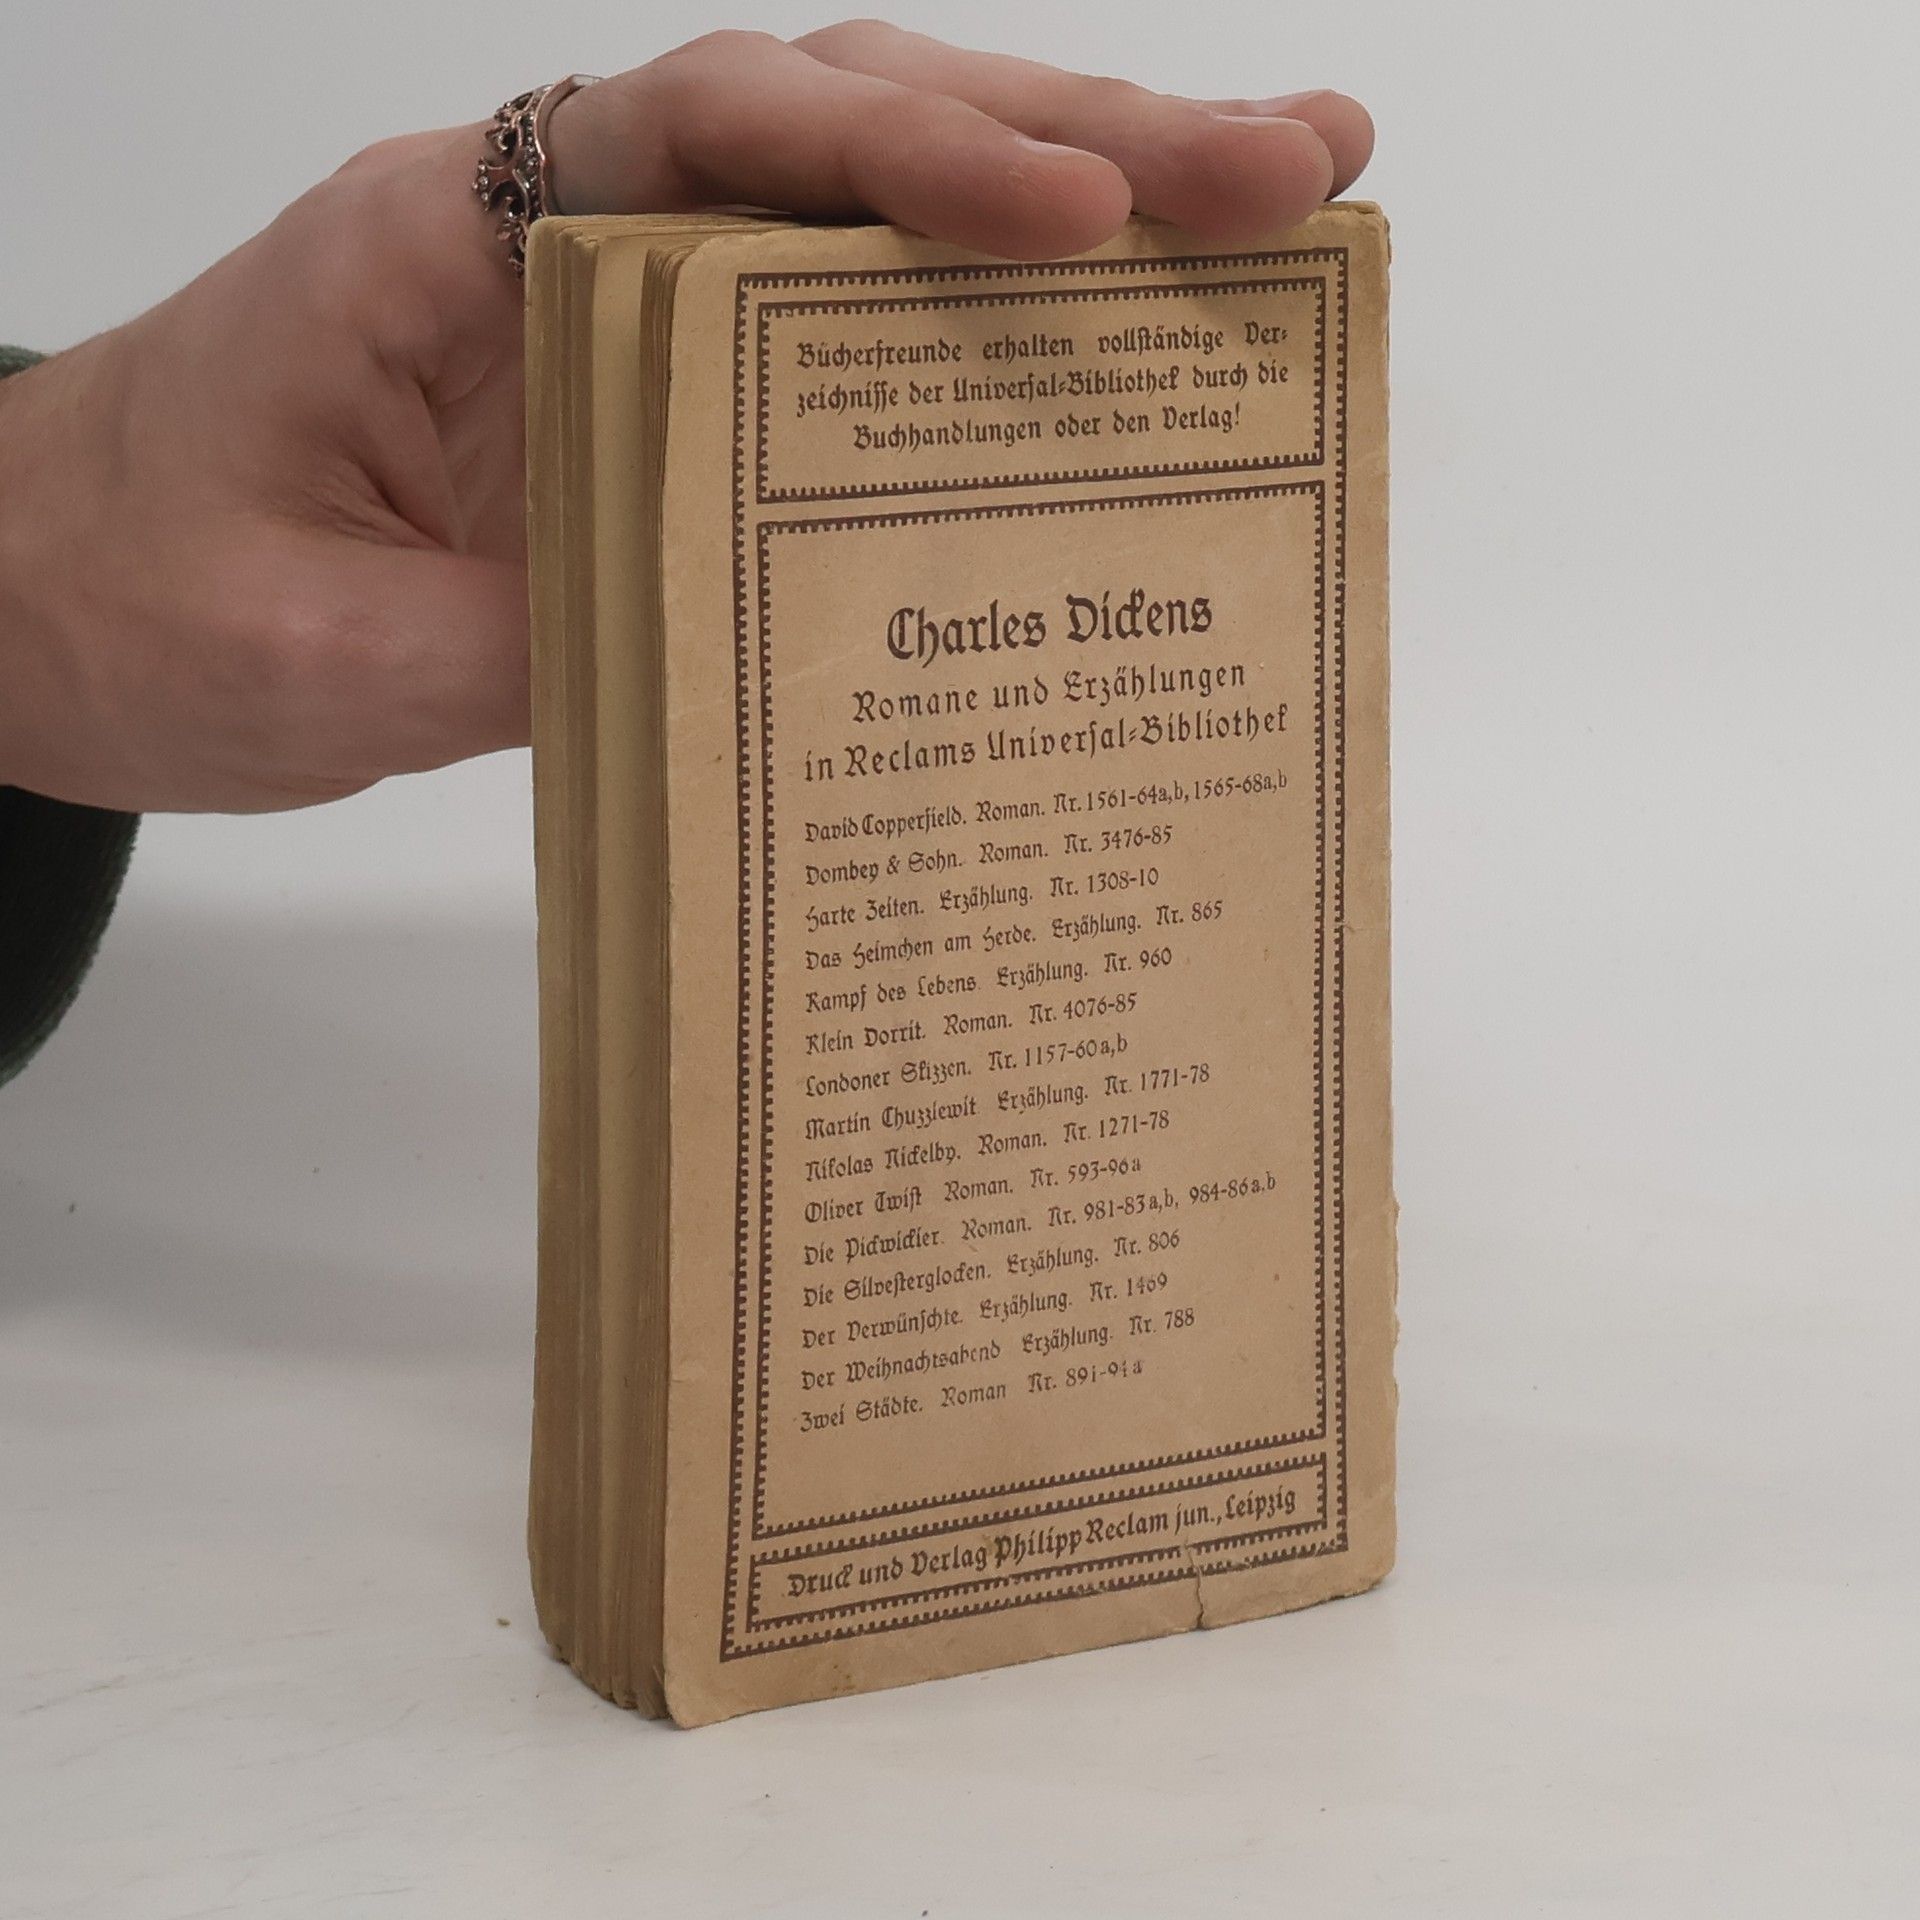 Bücherfreunde erhalten vollständige Ver-
zeichnisse der Universal-Bibliothek durch die
Buchhandlungen oder den Verlag!
Charles Dickens
Romane und Erzählungen
in Reclams Universal-Bibliothek
David Copperfield. Roman. Nr. 1561-64a,b, 1565-68a,b
Dombey & Sohn. Roman. Nr. 3476-85
Harte Zeiten. Erzählung. Nr. 1308-10
Das Heimchen am Herde. Erzählung. Nr. 865
Kampf des Lebens. Erzählung. Nr. 960
Klein Dorrit. Roman. Nr. 4076-85
Londoner Skizzen. Nr. 1157-60a,b
Martin Chuzzlewit. Erzählung. Nr. 1771-78
Nikolas Nickelby. Roman. Nr. 1271-78
Oliver Twist. Roman. Nr. 593-96a
Die Pickwickier. Roman. Nr. 981-83a,b, 984-86a,b
Die Silvesterglocken. Erzählung. Nr. 806
Der Verwünschte. Erzählung. Nr. 1469
Der Weihnachtsabend Erzählung. Nr. 788
Zwei Städte. Roman Nr. 891-94a
Druck und Verlag Philipp Reclam jun., Leipzig